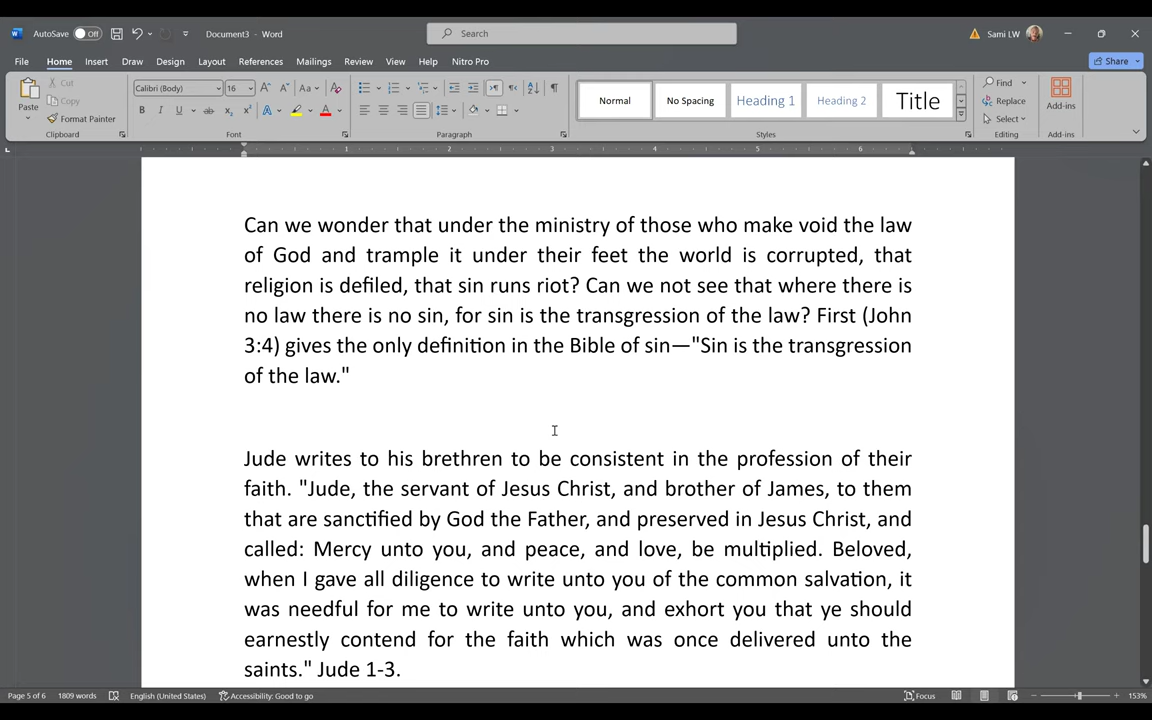 AutoSave Off Document3 - Word Search Sami LW
File Home Insert Draw Design Layout References Mailings Review View Help Nitro Pro Share
Paste Cut Copy Format Painter Calibri (Body) 16 Normal No Spacing Heading 1 Heading 2 Title Find Replace Select Add-ins
Clipboard Font Paragraph Styles Editing Add-ins
1 2 3 4 5 6
Can we wonder that under the ministry of those who make void the law
of God and trample it under their feet the world is corrupted, that
religion is defiled, that sin runs riot? Can we not see that where there is
no law there is no sin, for sin is the transgression of the law? First (John
3:4) gives the only definition in the Bible of sin—"Sin is the transgression
of the law."
Jude writes to his brethren to be consistent in the profession of their
faith. "Jude, the servant of Jesus Christ, and brother of James, to them
that are sanctified by God the Father, and preserved in Jesus Christ, and
called: Mercy unto you, and peace, and love, be multiplied. Beloved,
when I gave all diligence to write unto you of the common salvation, it
was needful for me to write unto you, and exhort you that ye should
earnestly contend for the faith which was once delivered unto the
saints." Jude 1-3.
Page 5 of 6 1809 words English (United States) Accessibility: Good to go Focus 153%